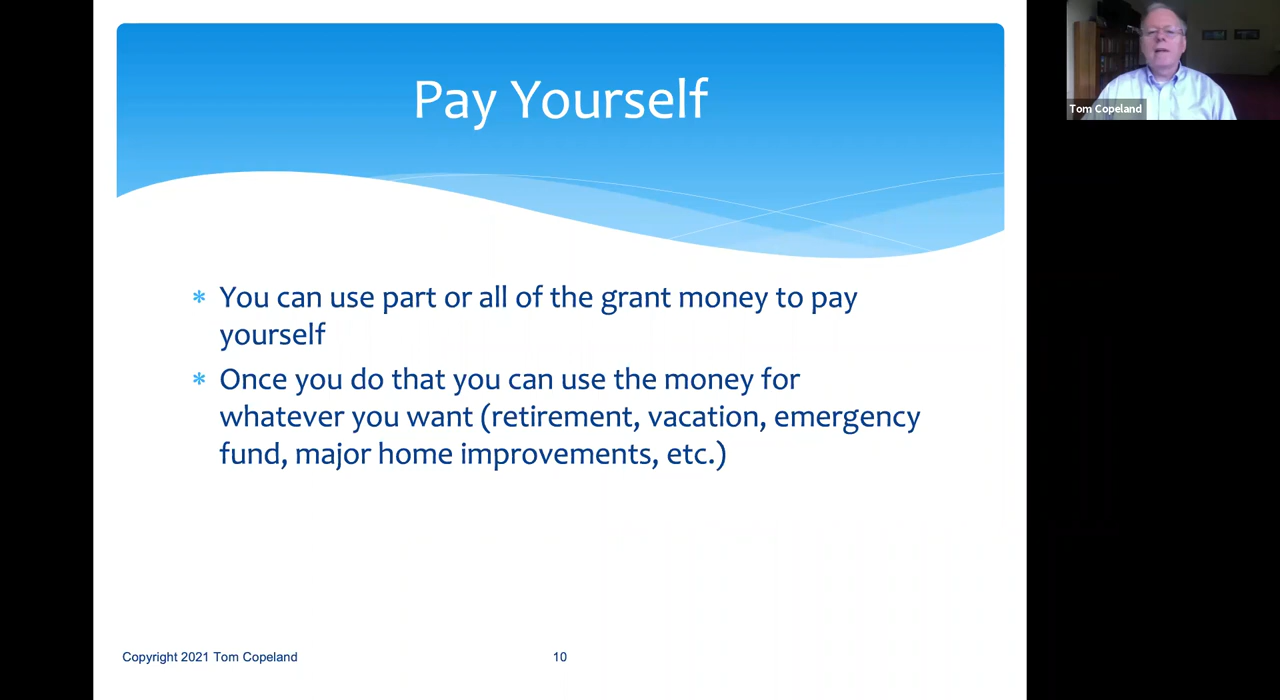 Pay Yourself
Tom Copeland
* You can use part or all of the grant money to pay
yourself
* Once you do that you can use the money for
whatever you want (retirement, vacation, emergency
fund, major home improvements, etc.)
Copyright 2021 Tom Copeland
10